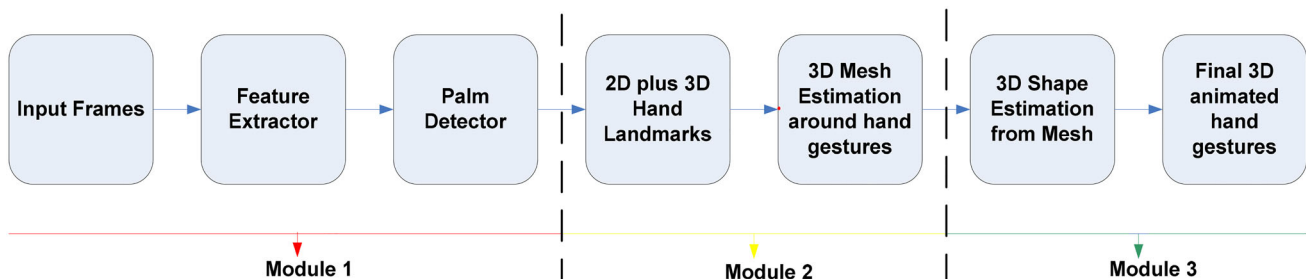 Input Frames
Feature
Extractor
Palm
Detector
2D plus 3D
Hand
Landmarks
3D Mesh
Estimation
around hand
gestures
3D Shape
Estimation
from Mesh
Final 3D
animated
hand
gestures
Module 1
Module 2
Module 3